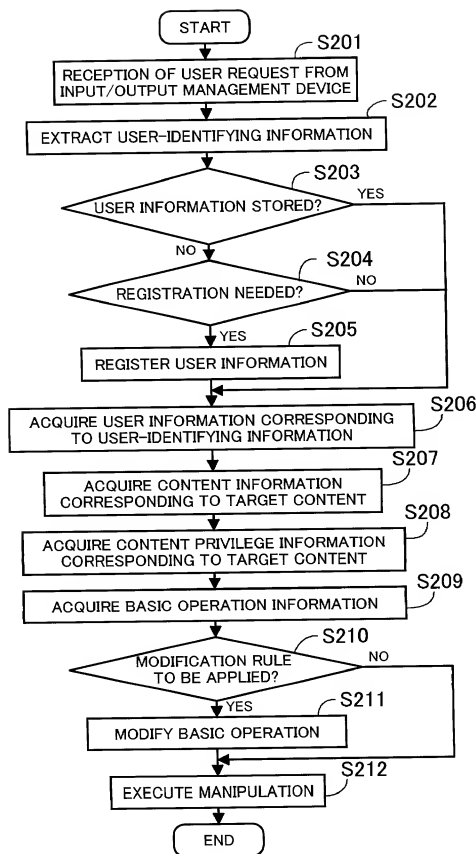 START
S201
RECEPTION OF USER REQUEST FROM
INPUT/OUTPUT MANAGEMENT DEVICE
S202
EXTRACT USER-IDENTIFYING INFORMATION
S203
USER INFORMATION STORED?
YES
NO
S204
REGISTRATION NEEDED?
NO
YES
S205
REGISTER USER INFORMATION
S206
ACQUIRE USER INFORMATION CORRESPONDING
TO USER-IDENTIFYING INFORMATION
S207
ACQUIRE CONTENT INFORMATION
CORRESPONDING TO TARGET CONTENT
S208
ACQUIRE CONTENT PRIVILEGE INFORMATION
CORRESPONDING TO TARGET CONTENT
S209
ACQUIRE BASIC OPERATION INFORMATION
S210
MODIFICATION RULE
TO BE APPLIED?
NO
YES
S211
MODIFY BASIC OPERATION
S212
EXECUTE MANIPULATION
END